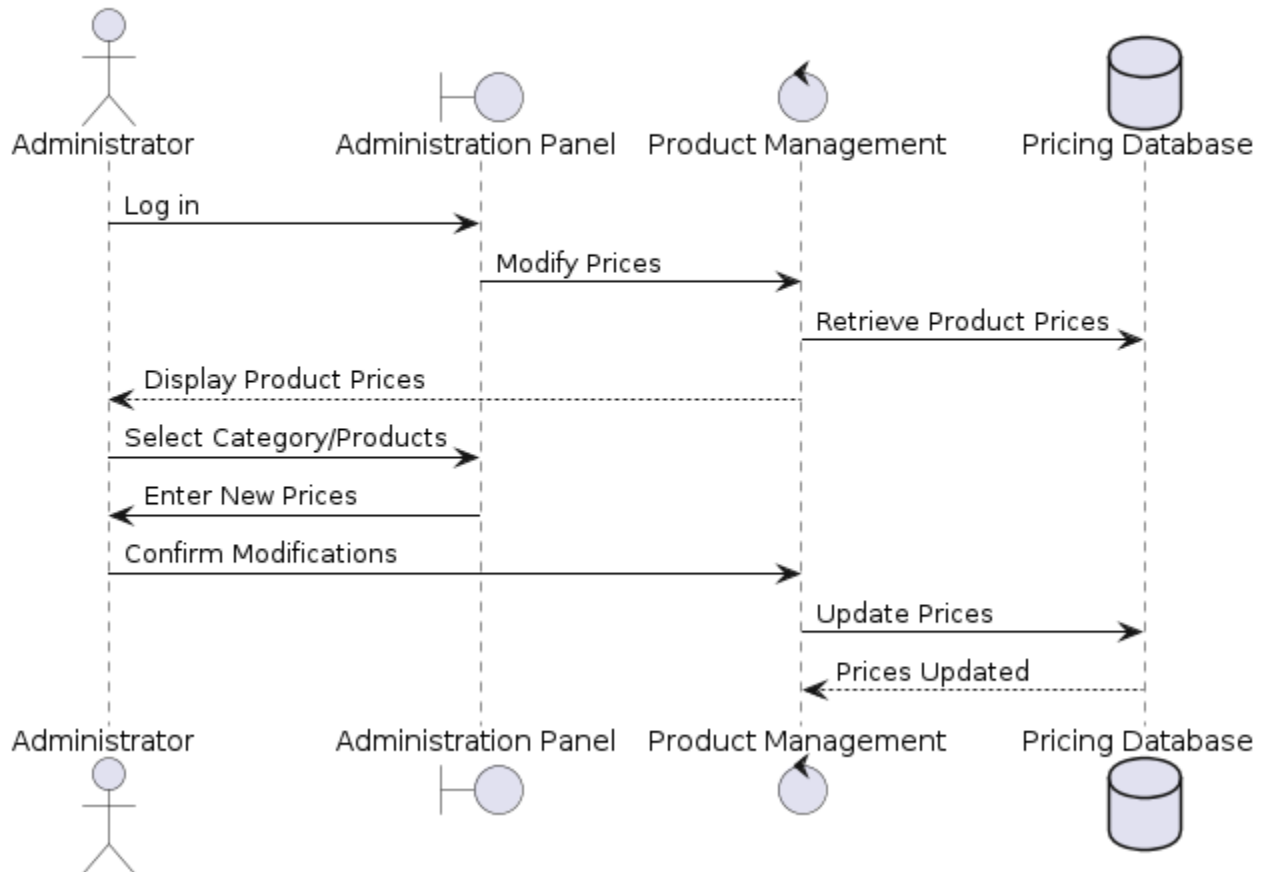 Administrator
Administration Panel
Product Management
Pricing Database
Log in
Modify Prices
Retrieve Product Prices
Display Product Prices
Select Category/Products
Enter New Prices
Confirm Modifications
Update Prices
Prices Updated
Administrator
Administration Panel
Product Management
Pricing Database